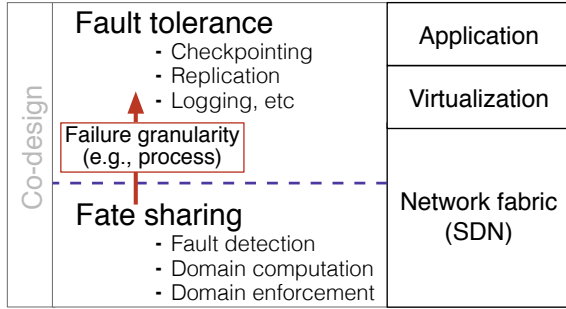 Co-design
Fault tolerance
- Checkpointing
- Replication
- Logging, etc
Failure granularity
(e.g., process)
Fate sharing
- Fault detection
- Domain computation
- Domain enforcement
Application
Virtualization
Network fabric
(SDN)